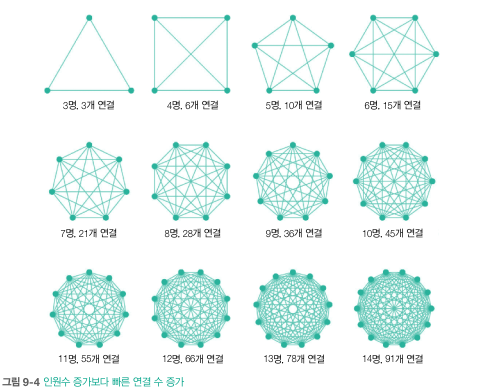 3명, 3개 연결
4명, 6개 연결
5명, 10개 연결
6명, 15개 연결
7명, 21개 연결
8명, 28개 연결
9명, 36개 연결
10명, 45개 연결
11명, 55개 연결
12명, 66개 연결
13명, 78개 연결
14명, 91개 연결
그림 9-4 인원수 증가보다 빠른 연결 수 증가